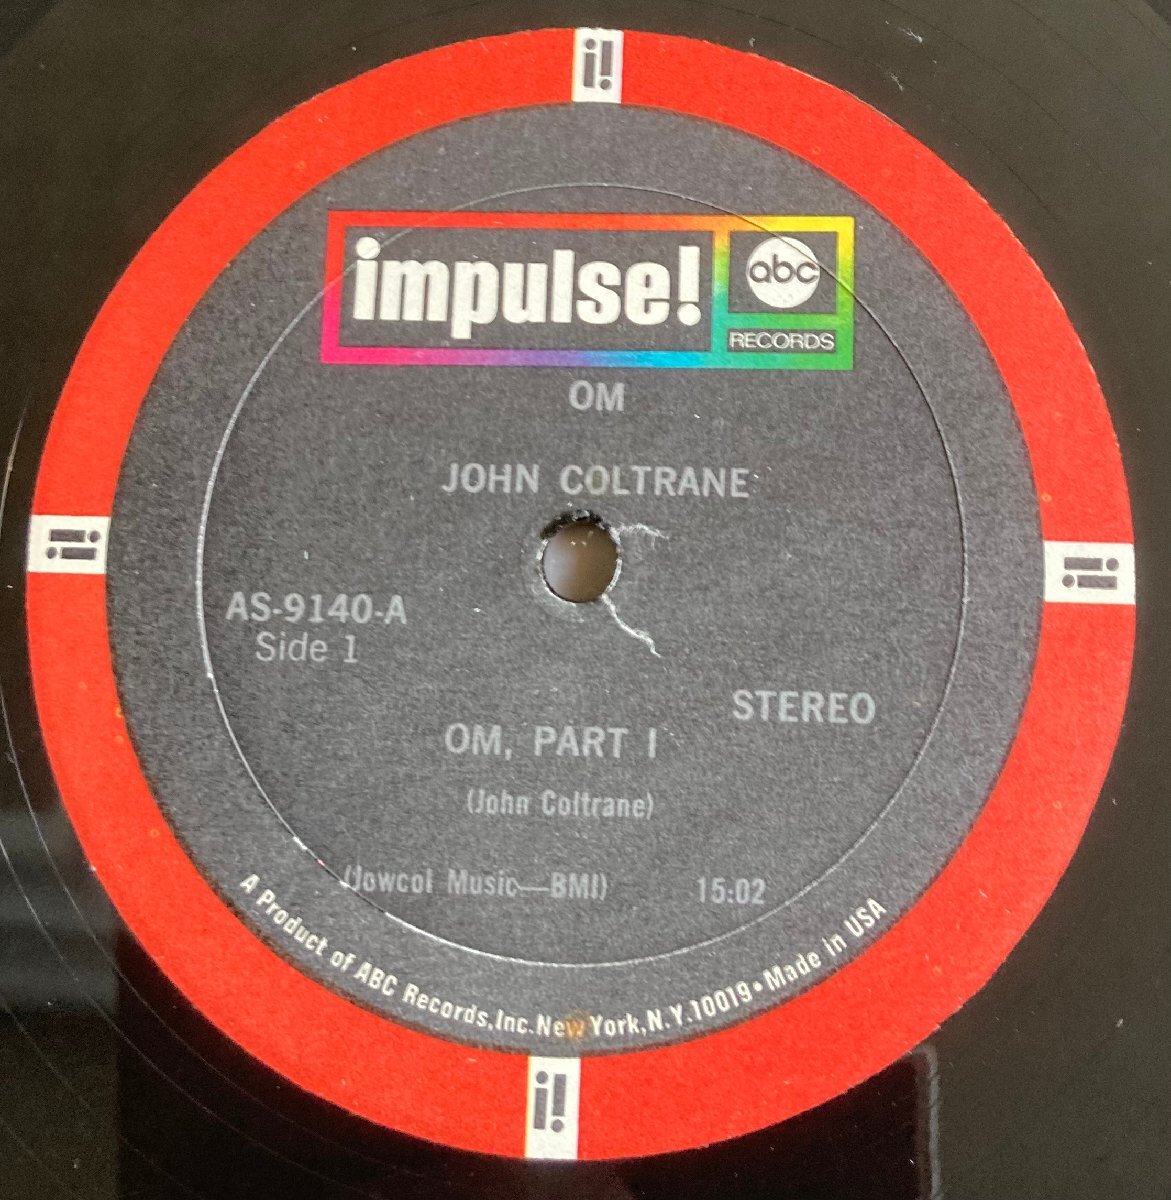 i!
impulse!
abc
RECORDS
OM
JOHN COLTRANE
i!
i!
AS-9140-A
Side 1
STEREO
OM, PART I
(John Coltrane)
(Jowcol Music—BMI) 15:02
A Product of ABC Records,Inc.New York,N.Y.10019•Made in USA
i!